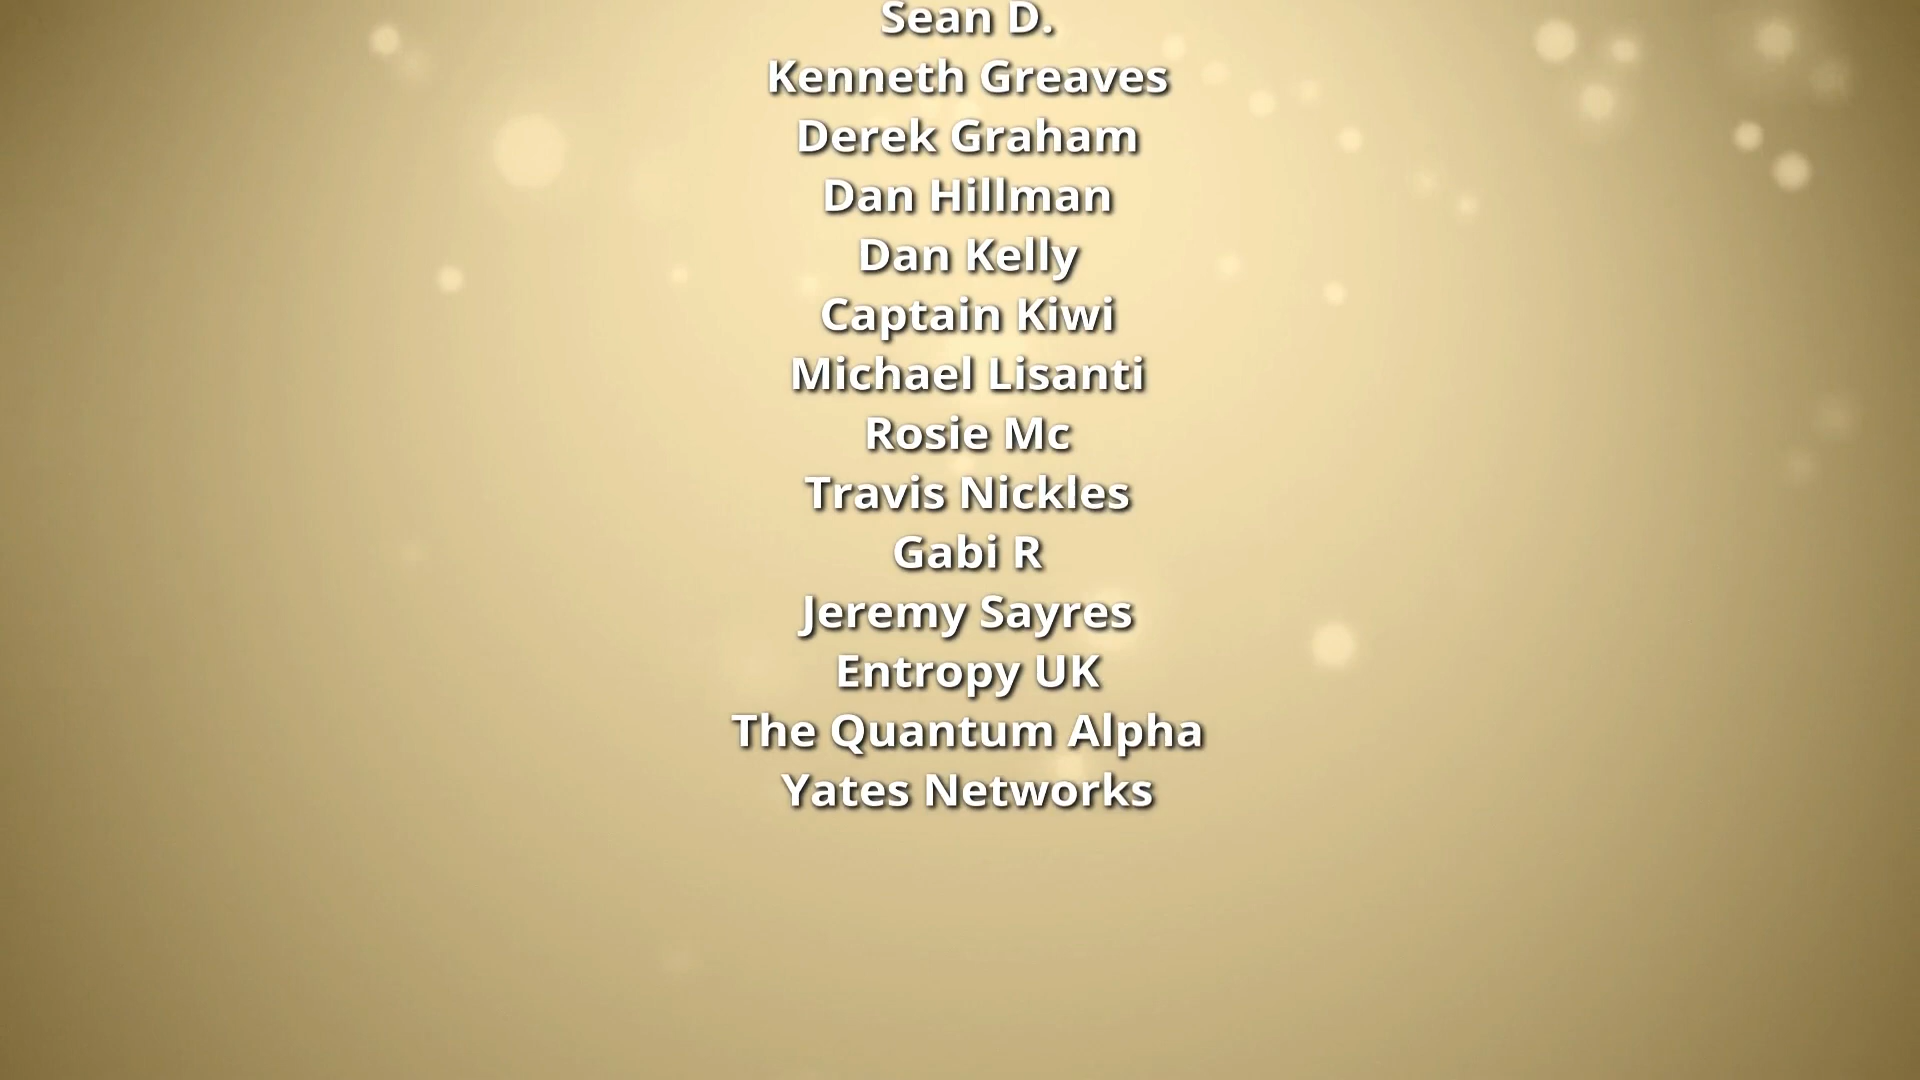 Sean D.
Kenneth Greaves
Derek Graham
Dan Hillman
Dan Kelly
Captain Kiwi
Michael Lisanti
Rosie Mc
Travis Nickles
Gabi R
Jeremy Sayres
Entropy UK
The Quantum Alpha
Yates Networks